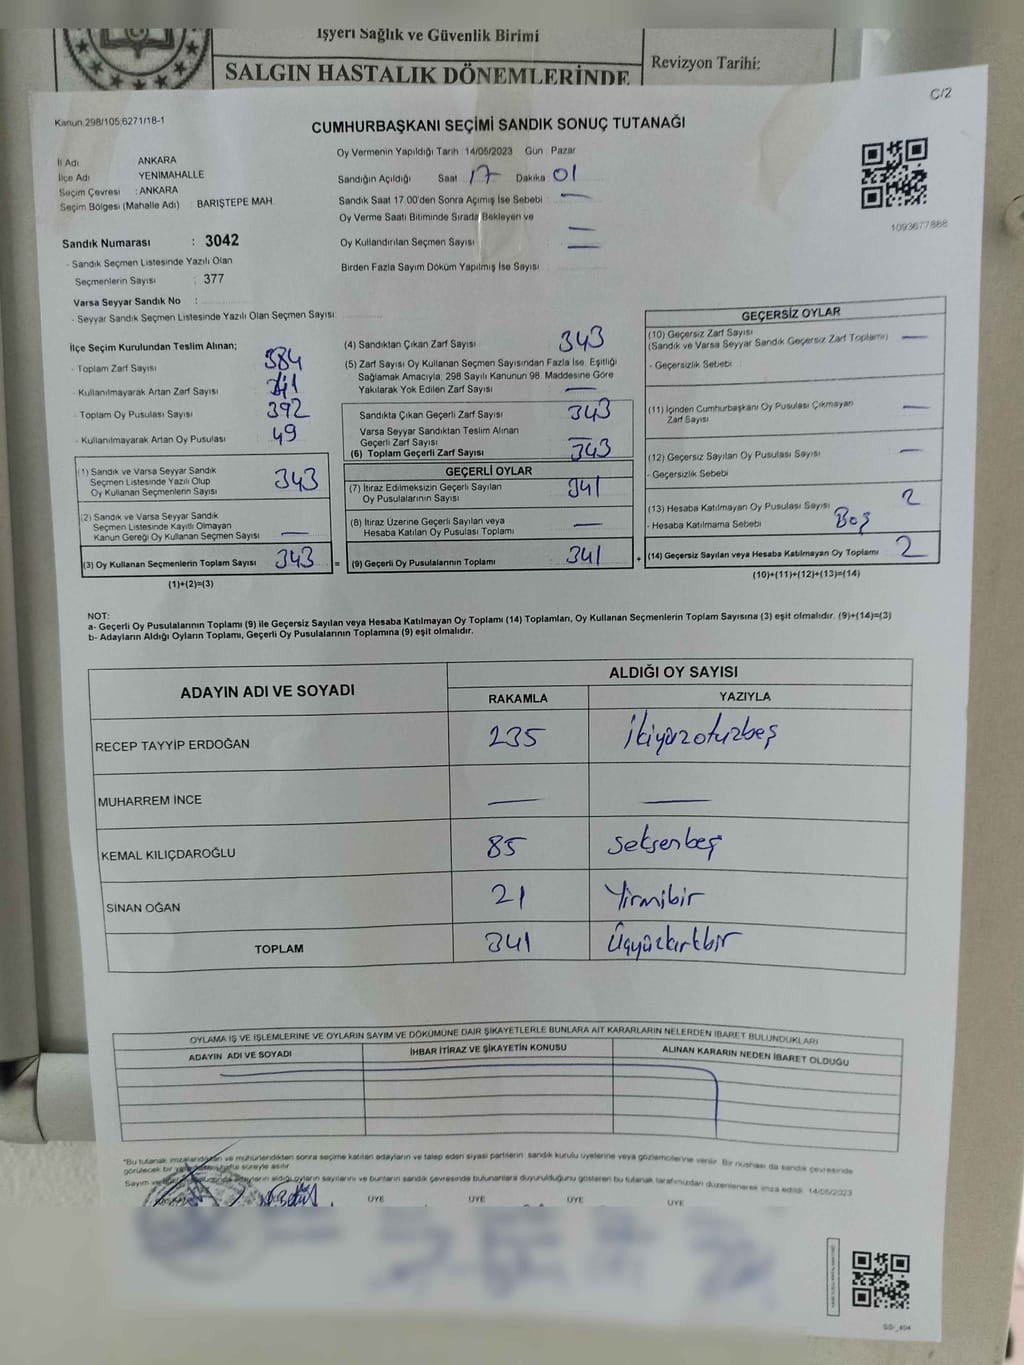 İşyeri Sağlık ve Güvenlik Birimi
SALGIN HASTALIK DÖNEMLERİNDE
Revizyon Tarihi:
C/2
Kanun 298/105,6271/18-1
CUMHURBAŞKANI SEÇİMİ SANDIK SONUÇ TUTANAĞI
İl Adı ANKARA
İlçe Adı YENİMAHALLE
Seçim Çevresi : ANKARA
Seçim Bölgesi (Mahalle Adı) : BARIŞTEPE MAH.
Oy Vermenin Yapıldığı Tarih 14/05/2023 Gün Pazar
Sandığın Açıldığı Saat 17 Dakika 01
Sandık Saat 17.00'den Sonra Açımış İse Sebebi : —
Oy Verme Saati Bitiminde Sırada Bekleyen ve
Oy Kullandırılan Seçmen Sayısı —
Birden Fazla Sayım Döküm Yapılmış İse Sayısı —
1093677888
Sandık Numarası : 3042
- Sandık Seçmen Listesinde Yazılı Olan
Seçmenlerin Sayısı : 377
Varsa Seyyar Sandık No :
- Seyyar Sandık Seçmen Listesinde Yazılı Olan Seçmen Sayısı:
İlçe Seçim Kurulundan Teslim Alınan;
- Toplam Zarf Sayısı 384
- Kullanılmayarak Artan Zarf Sayısı 41
- Toplam Oy Pusulası Sayısı 392
- Kullanılmayarak Artan Oy Pusulası 49
(1) Sandık ve Varsa Seyyar Sandık
Seçmen Listesinde Yazılı Olup
Oy Kullanan Seçmenlerin Sayısı 343
(2) Sandık ve Varsa Seyyar Sandık
Seçmen Listesinde Kayıtlı Olmayan
Kanun Gereği Oy Kullanan Seçmen Sayısı —
(3) Oy Kullanan Seçmenlerin Toplam Sayısı 343
(1)+(2)=(3)
(4) Sandıktan Çıkan Zarf Sayısı 343
(5) Zarf Sayısı Oy Kullanan Seçmen Sayısından Fazla İse, Eşitliği
Sağlamak Amacıyla; 298 Sayılı Kanunun 98. Maddesine Göre
Yakılarak Yok Edilen Zarf Sayısı —
Sandıkta Çıkan Geçerli Zarf Sayısı 343
Varsa Seyyar Sandıktan Teslim Alınan
Geçerli Zarf Sayısı —
(6) Toplam Geçerli Zarf Sayısı 343
GEÇERLİ OYLAR
(7) İtiraz Edilmeksizin Geçerli Sayılan
Oy Pusulalarının Sayısı 341
(8) İtiraz Üzerine Geçerli Sayılan veya
Hesaba Katılan Oy Pusulası Toplamı —
= (9) Geçerli Oy Pusulalarının Toplamı 341
GEÇERSİZ OYLAR
(10) Geçersiz Zarf Sayısı
(Sandık ve Varsa Seyyar Sandık Geçersiz Zarf Toplamı) —
- Geçersizlik Sebebi :
(11) İçinden Cumhurbaşkanı Oy Pusulası Çıkmayan
Zarf Sayısı —
(12) Geçersiz Sayılan Oy Pusulası Sayısı —
- Geçersizlik Sebebi
(13) Hesaba Katılmayan Oy Pusulası Sayısı 2
- Hesaba Katılmama Sebebi Boş
+ (14) Geçersiz Sayılan veya Hesaba Katılmayan Oy Toplamı 2
(10)+(11)+(12)+(13)=(14)
NOT:
a- Geçerli Oy Pusulalarının Toplamı (9) ile Geçersiz Sayılan veya Hesaba Katılmayan Oy Toplamı (14) Toplamları, Oy Kullanan Seçmenlerin Toplam Sayısına (3) eşit olmalıdır. (9)+(14)=(3)
b- Adayların Aldığı Oyların Toplamı, Geçerli Oy Pusulalarının Toplamına (9) eşit olmalıdır.
ADAYIN ADI VE SOYADI ALDIĞI OY SAYISI
RAKAMLA YAZIYLA
RECEP TAYYİP ERDOĞAN 235 İkiyüzotuzbeş
MUHARREM İNCE — —
KEMAL KILIÇDAROĞLU 85 Seksenbeş
SİNAN OĞAN 21 Yirmibir
TOPLAM 341 Üçyüzkırkbir
OYLAMA İŞ VE İŞLEMLERİNE VE OYLARIN SAYIM VE DÖKÜMÜNE DAİR ŞİKAYETLERLE BUNLARA AİT KARARLARIN NELERDEN İBARET BULUNDUKLARI
ADAYIN ADI VE SOYADI İHBAR İTİRAZ VE ŞİKAYETİN KONUSU ALINAN KARARIN NEDEN İBARET OLDUĞU
"Bu tutanak imzalandıktan ve mühürlendikten sonra seçime katılan adayların ve talep eden siyasi partilerin sandık kurulu üyelerine veya gözlemcilerine verilir. Bir nüshası da sandık çevresinde
görülecek bir hafta süreyle asılır
Sayım aldığı oyların sayılarını ve bunların sandık çevresinde bulunanlara duyurulduğunu gösteren bu tutanak tarafımızdan düzenlenerek imza edildi. 14/05/2023
ÜYE ÜYE ÜYE ÜYE